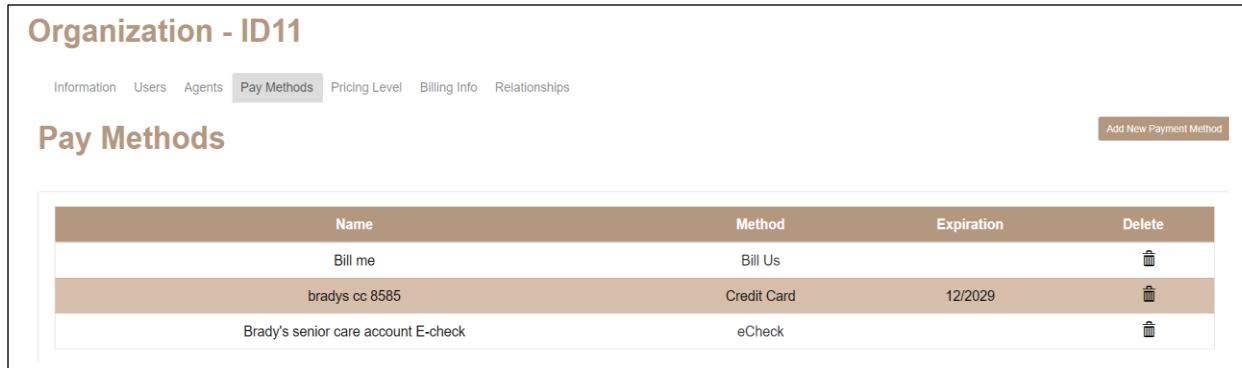 Organization - ID11
Information Users Agents Pay Methods Pricing Level Billing Info Relationships
Pay Methods
Add New Payment Method
Name Method Expiration Delete
Bill me Bill Us
bradys cc 8585 Credit Card 12/2029
Brady's senior care account E-check eCheck